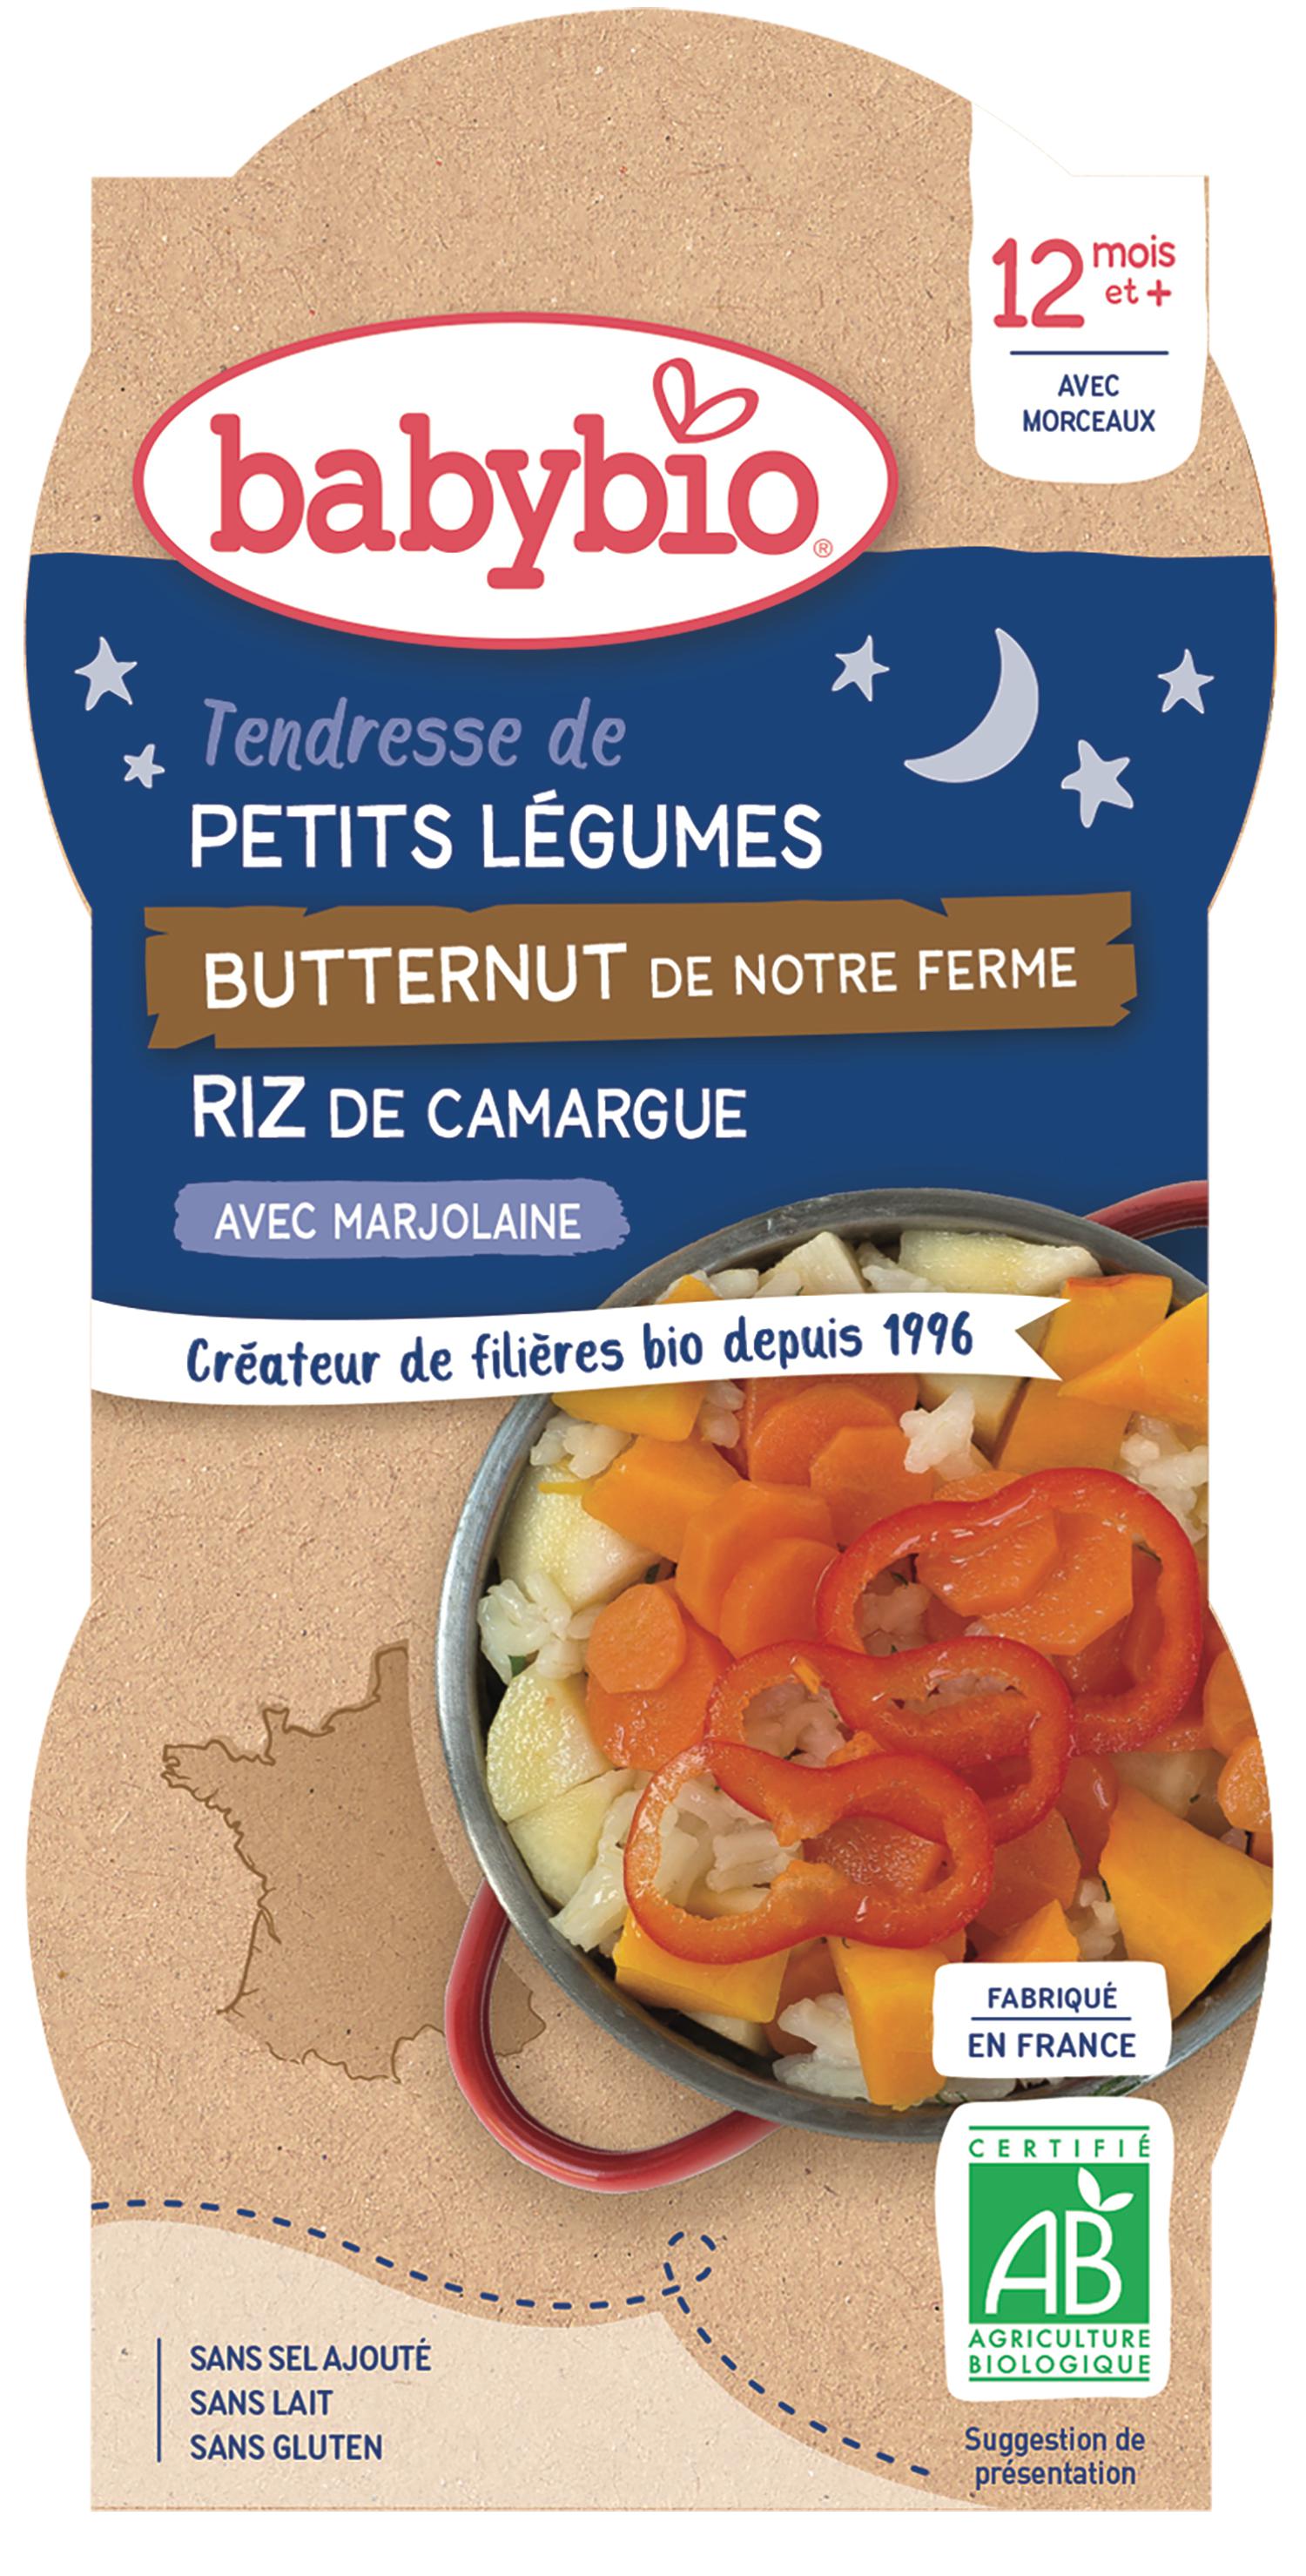 12 mois et +
AVEC
MORCEAUX
babybio®
Tendresse de
PETITS LÉGUMES
BUTTERNUT DE NOTRE FERME
RIZ DE CAMARGUE
AVEC MARJOLAINE
Créateur de filières bio depuis 1996
FABRIQUÉ
EN FRANCE
CERTIFIÉ
AB
AGRICULTURE
BIOLOGIQUE
SANS SEL AJOUTÉ
SANS LAIT
SANS GLUTEN
Suggestion de
présentation